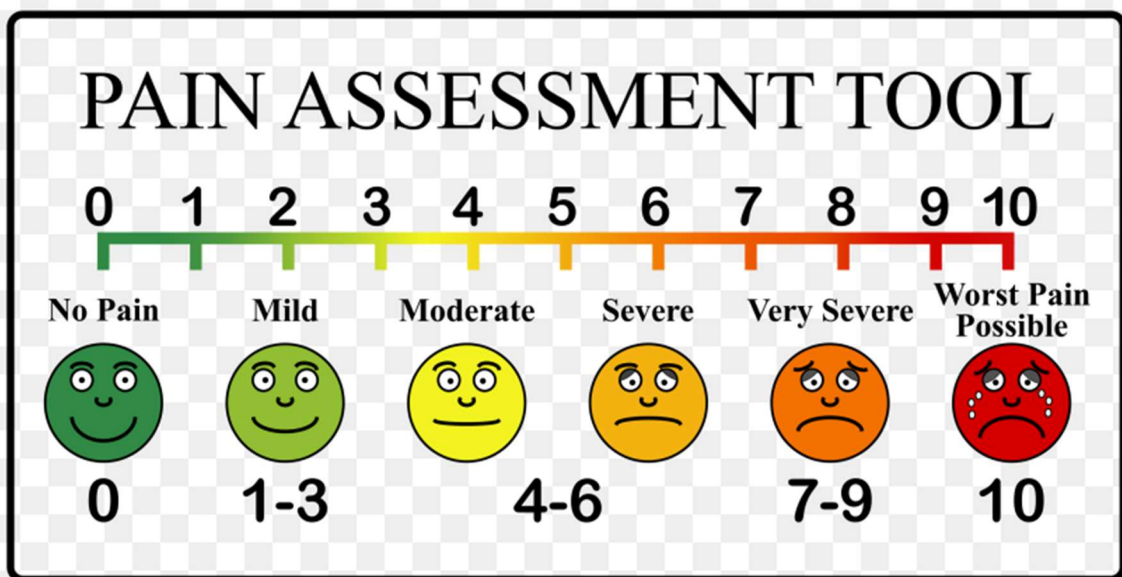 PAIN ASSESSMENT TOOL
0 1 2 3 4 5 6 7 8 9 10
No Pain Mild Moderate Severe Very Severe Worst Pain
Possible
0 1-3 4-6 7-9 10